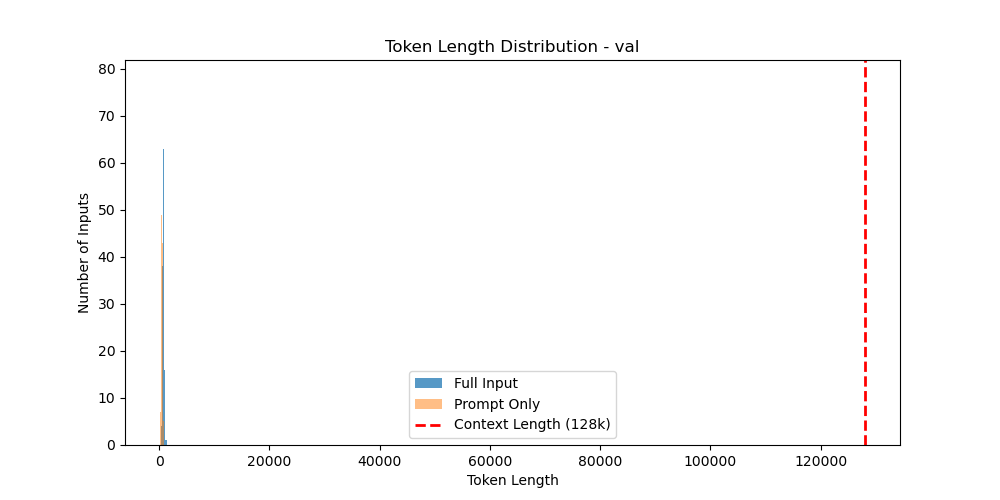 Token Length Distribution - val
Number of Inputs
80
70
60
50
40
30
20
10
0
Full Input
Prompt Only
Context Length (128k)
0 20000 40000 60000 80000 100000 120000
Token Length